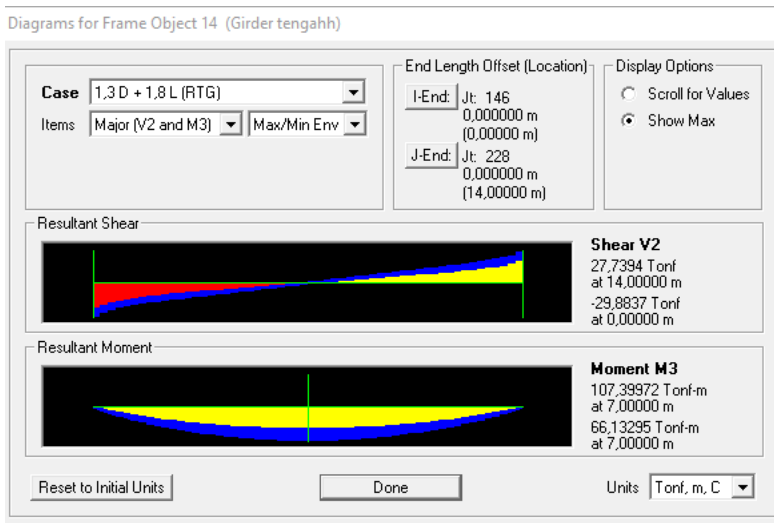 Diagrams for Frame Object 14 (Girder tengahh)
Case 1,3 D + 1,8 L (RTG)
Items Major (V2 and M3) Max/Min Env
End Length Offset (Location)
I-End: Jt: 146
0,000000 m
(0,00000 m)
J-End: Jt: 228
0,000000 m
(14,00000 m)
Display Options
Scroll for Values
Show Max
Resultant Shear
Shear V2
27,7394 Tonf
at 14,00000 m
-29,8837 Tonf
at 0,00000 m
Resultant Moment
Moment M3
107,39972 Tonf-m
at 7,00000 m
66,13295 Tonf-m
at 7,00000 m
Reset to Initial Units
Done
Units Tonf, m, C